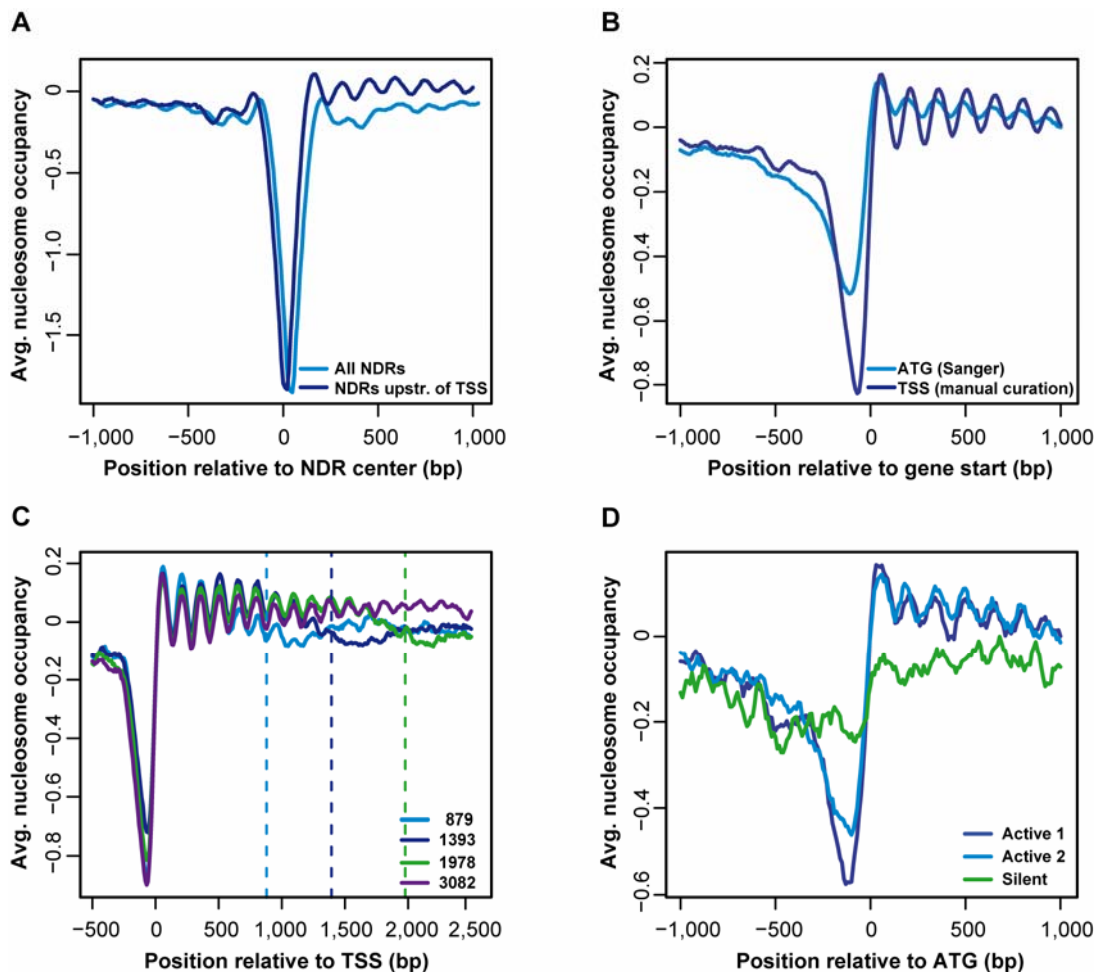 A
Avg. nucleosome occupancy
0
−0.5
−1.0
−1.5
All NDRs
NDRs upstr. of TSS
−1,000
−500
0
500
1,000
Position relative to NDR center (bp)
B
Avg. nucleosome occupancy
0.2
0
−0.2
−0.4
−0.6
−0.8
ATG (Sanger)
TSS (manual curation)
−1,000
−500
0
500
1,000
Position relative to gene start (bp)
C
Avg. nucleosome occupancy
0.2
0
−0.2
−0.4
−0.6
−0.8
879
1393
1978
3082
−500
0
500
1,000
1,500
2,000
2,500
Position relative to TSS (bp)
D
Avg. nucleosome occupancy
0
−0.2
−0.4
−0.6
Active 1
Active 2
Silent
−1,000
−500
0
500
1,000
Position relative to ATG (bp)